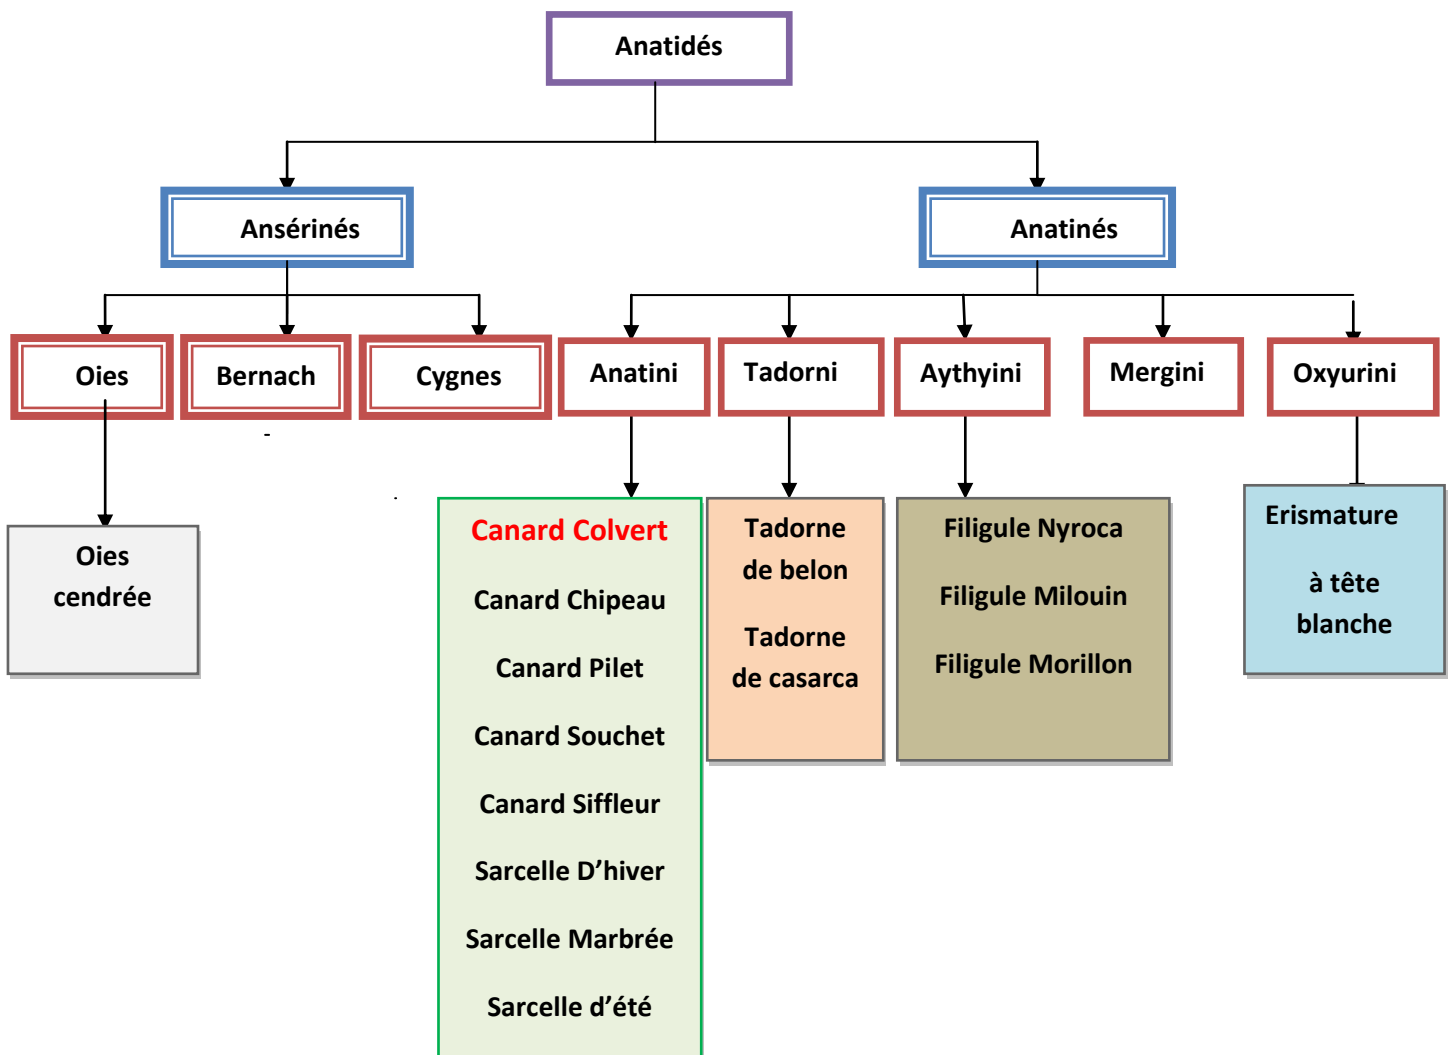 Anatidés
Ansérinés
Anatinés
Oies
Bernach
Cygnes
Anatini
Tadorni
Aythyini
Mergini
Oxyurini
Oies
cendrée
Canard Colvert
Canard Chipeau
Canard Pilet
Canard Souchet
Canard Siffleur
Sarcelle D’hiver
Sarcelle Marbrée
Sarcelle d’été
Tadorne
de belon
Tadorne
de casarca
Filigule Nyroca
Filigule Milouin
Filigule Morillon
Erismature
à tête
blanche